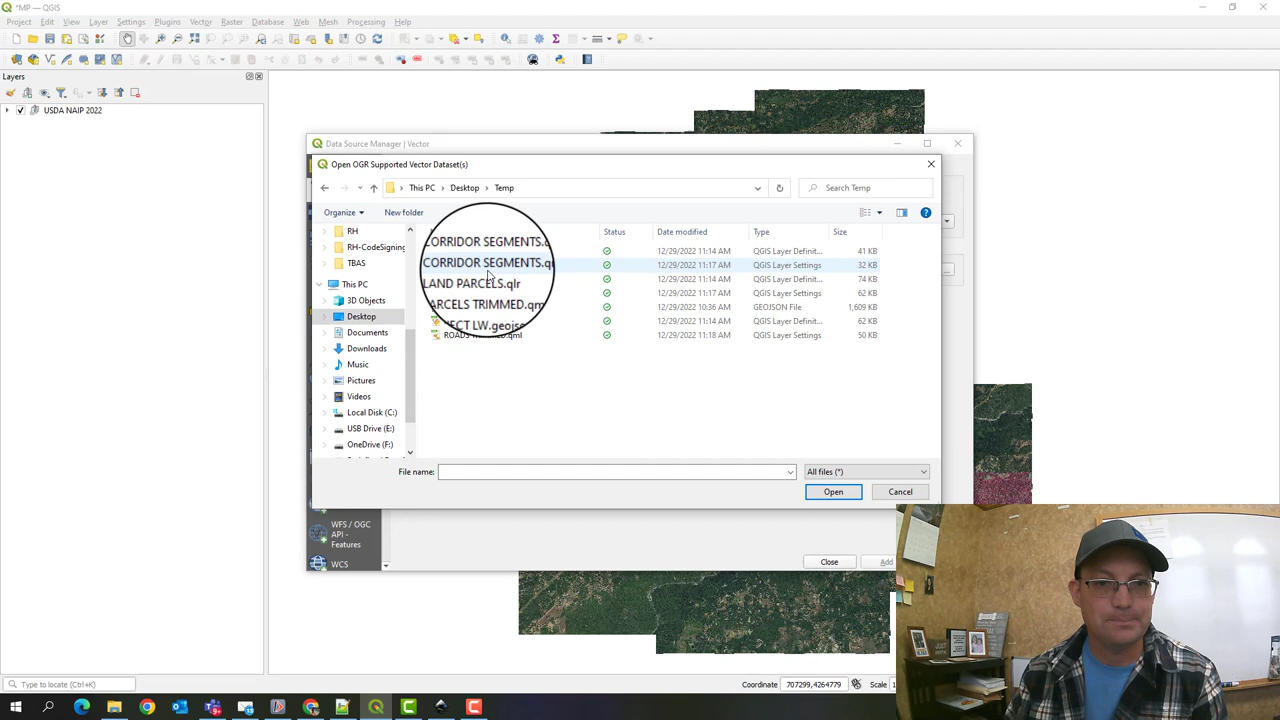 *MP — QGIS
Project Edit View Layer Settings Plugins Vector Raster Database Web Mesh Processing Help
Layers
USDA NAIP 2022
Data Source Manager | Vector
Open OGR Supported Vector Dataset(s)
This PC Desktop Temp
Search Temp
Organize New folder
Status Date modified Type Size
RH
RH-CodeSigning
TBAS
This PC
3D Objects
Desktop
Documents
Downloads
Music
Pictures
Videos
Local Disk (C:)
USB Drive (E:)
OneDrive (F:)
CORRIDOR SEGMENTS.
CORRIDOR SEGMENTS.q
LAND PARCELS.qlr
ARCELS TRIMMED.qm
ECT LW.geojs
12/29/2022 11:14 AM QGIS Layer Definit... 41 KB
12/29/2022 11:17 AM QGIS Layer Settings 32 KB
12/29/2022 11:14 AM QGIS Layer Definit... 62 KB
12/29/2022 11:17 AM QGIS Layer Settings 62 KB
12/29/2022 10:36 AM GEOJSON File 1,609 KB
12/29/2022 11:14 AM QGIS Layer Definit... 62 KB
12/29/2022 11:18 AM QGIS Layer Settings 50 KB
File name:
All files (*)
Open Cancel
WFS / OGC
API -
Features
WCS
Close Add
Type to locate (Ctrl+K)
Coordinate 707299,4264779 Scale